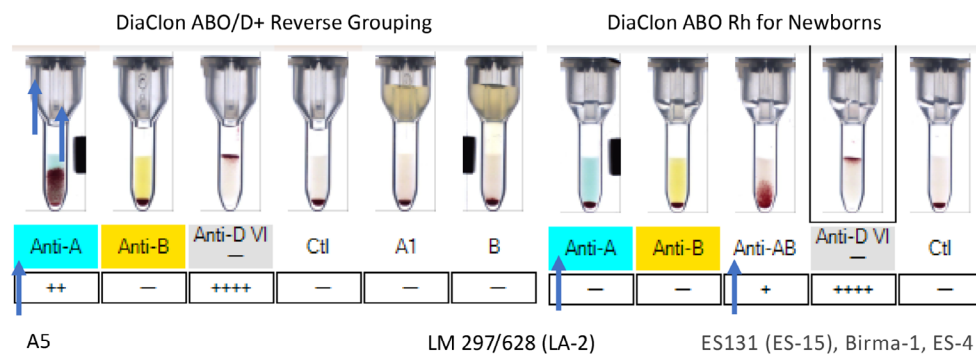 DiaClon ABO/D+ Reverse Grouping
DiaClon ABO Rh for Newborns
Anti-A Anti-B Anti-D VI — Ctl A1 B
Anti-A Anti-B Anti-AB Anti-D VI — Ctl
++ — ++++ — — —
— — + ++++ —
A5 LM 297/628 (LA-2) ES131 (ES-15), Birma-1, ES-4